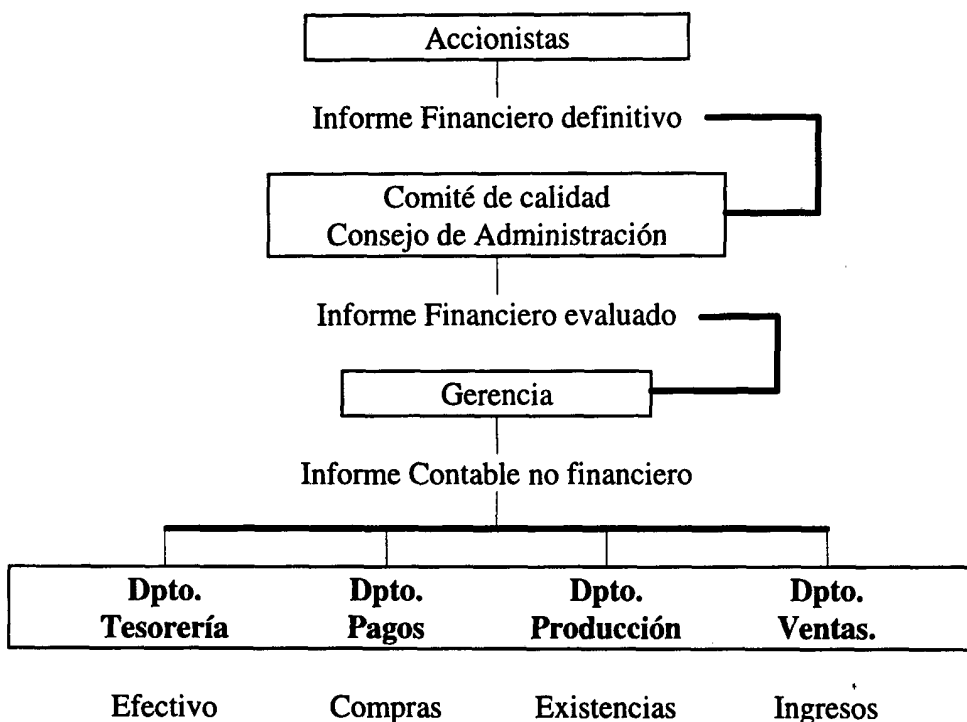 Accionistas
Informe Financiero definitivo
Comité de calidad
Consejo de Administración
Informe Financiero evaluado
Gerencia
Informe Contable no financiero
Dpto. Dpto. Dpto. Dpto.
Tesorería Pagos Producción Ventas.
Efectivo Compras Existencias Ingresos